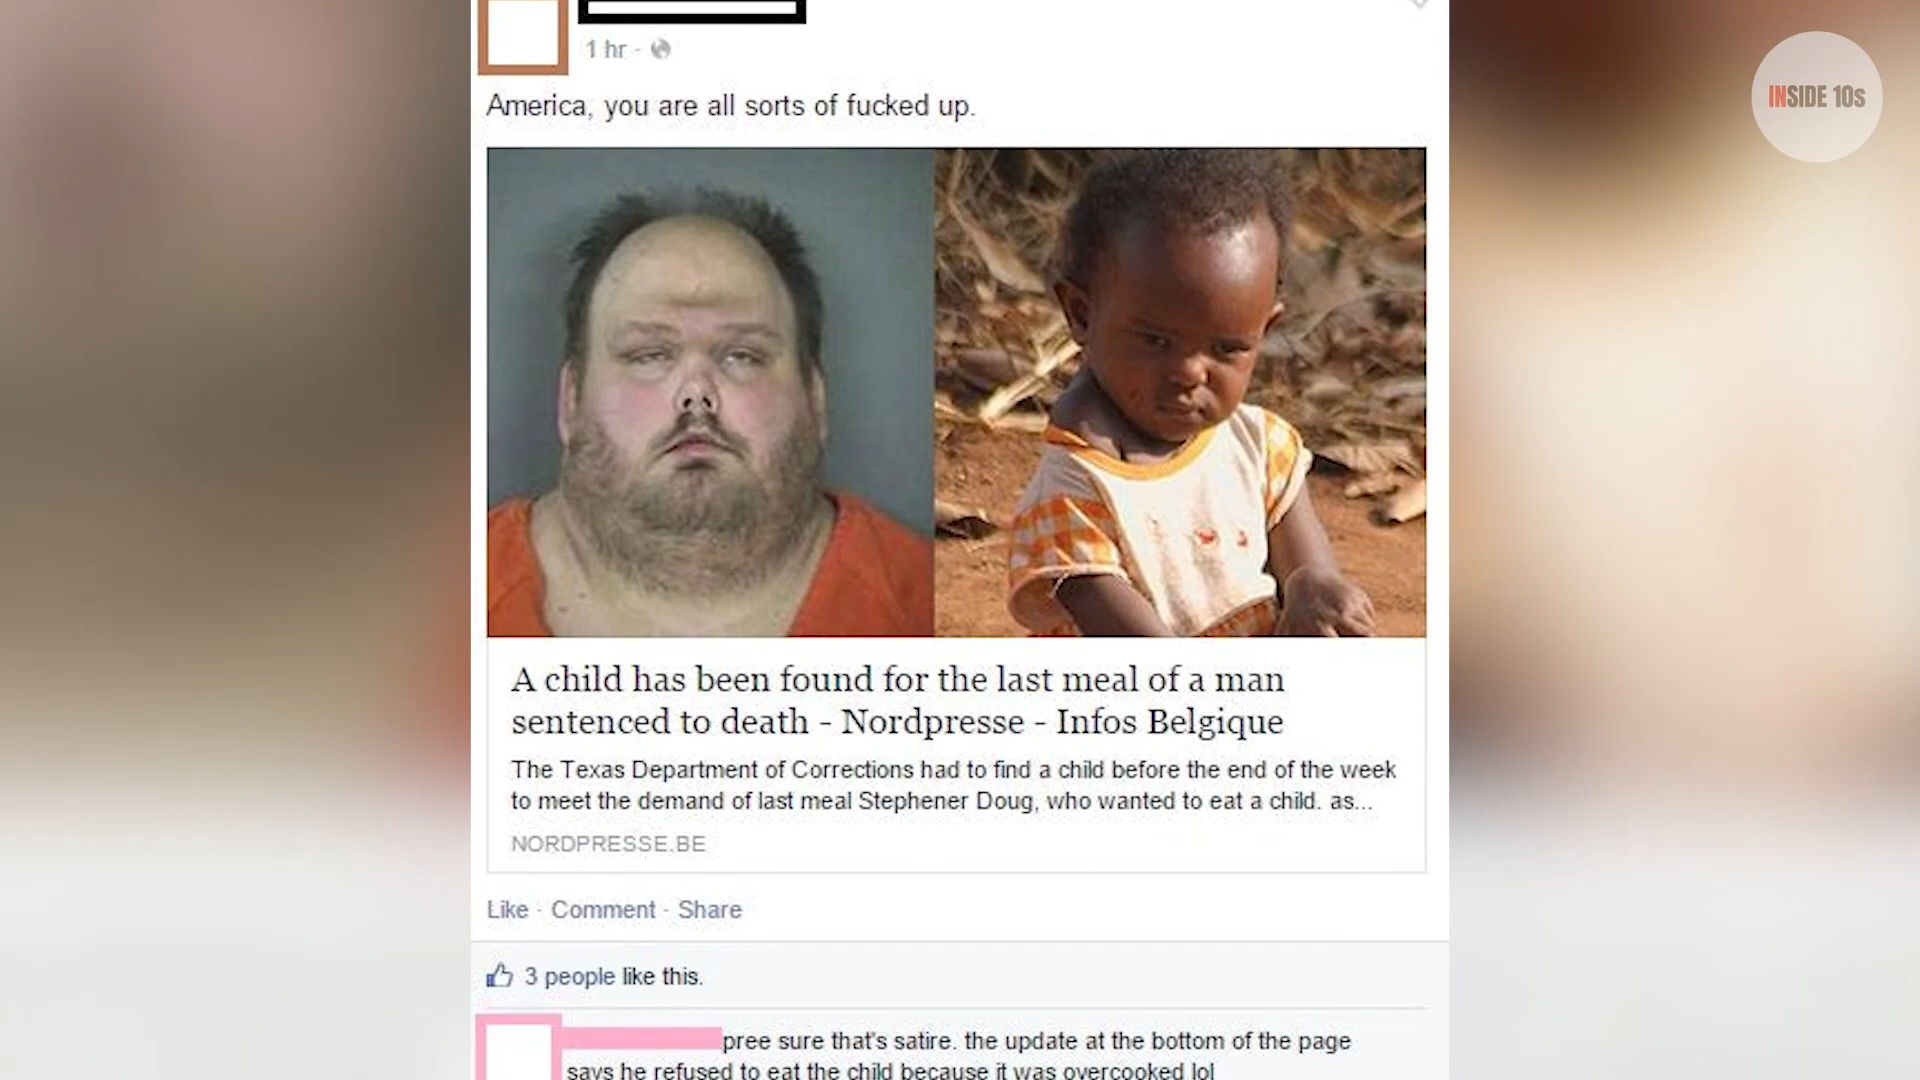 INSIDE 10s
1 hr ·
America, you are all sorts of fucked up.
A child has been found for the last meal of a man
sentenced to death - Nordpresse - Infos Belgique
The Texas Department of Corrections had to find a child before the end of the week
to meet the demand of last meal Stephener Doug, who wanted to eat a child. as...
NORDPRESSE.BE
Like · Comment · Share
3 people like this.
pree sure that's satire. the update at the bottom of the page
says he refused to eat the child because it was overcooked lol